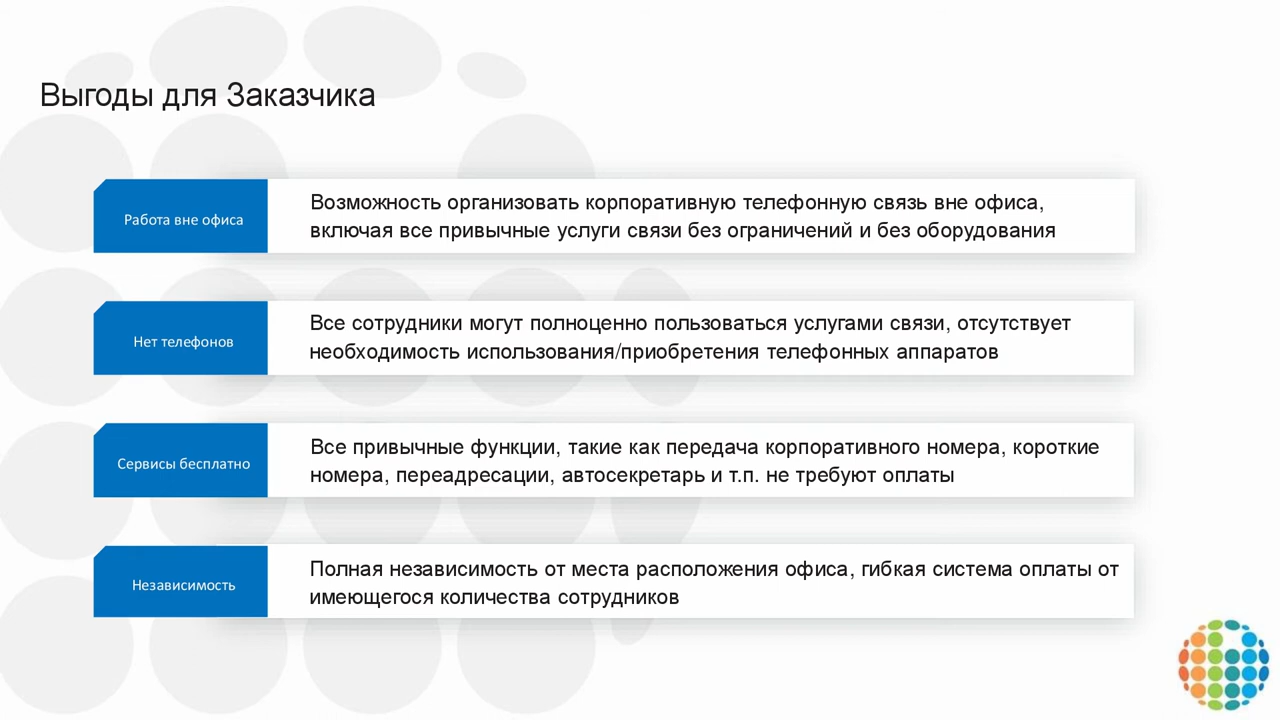 Выгоды для Заказчика
Работа вне офиса
Возможность организовать корпоративную телефонную связь вне офиса,
включая все привычные услуги связи без ограничений и без оборудования
Нет телефонов
Все сотрудники могут полноценно пользоваться услугами связи, отсутствует
необходимость использования/приобретения телефонных аппаратов
Сервисы бесплатно
Все привычные функции, такие как передача корпоративного номера, короткие
номера, переадресации, автосекретарь и т.п. не требуют оплаты
Независимость
Полная независимость от места расположения офиса, гибкая система оплаты от
имеющегося количества сотрудников